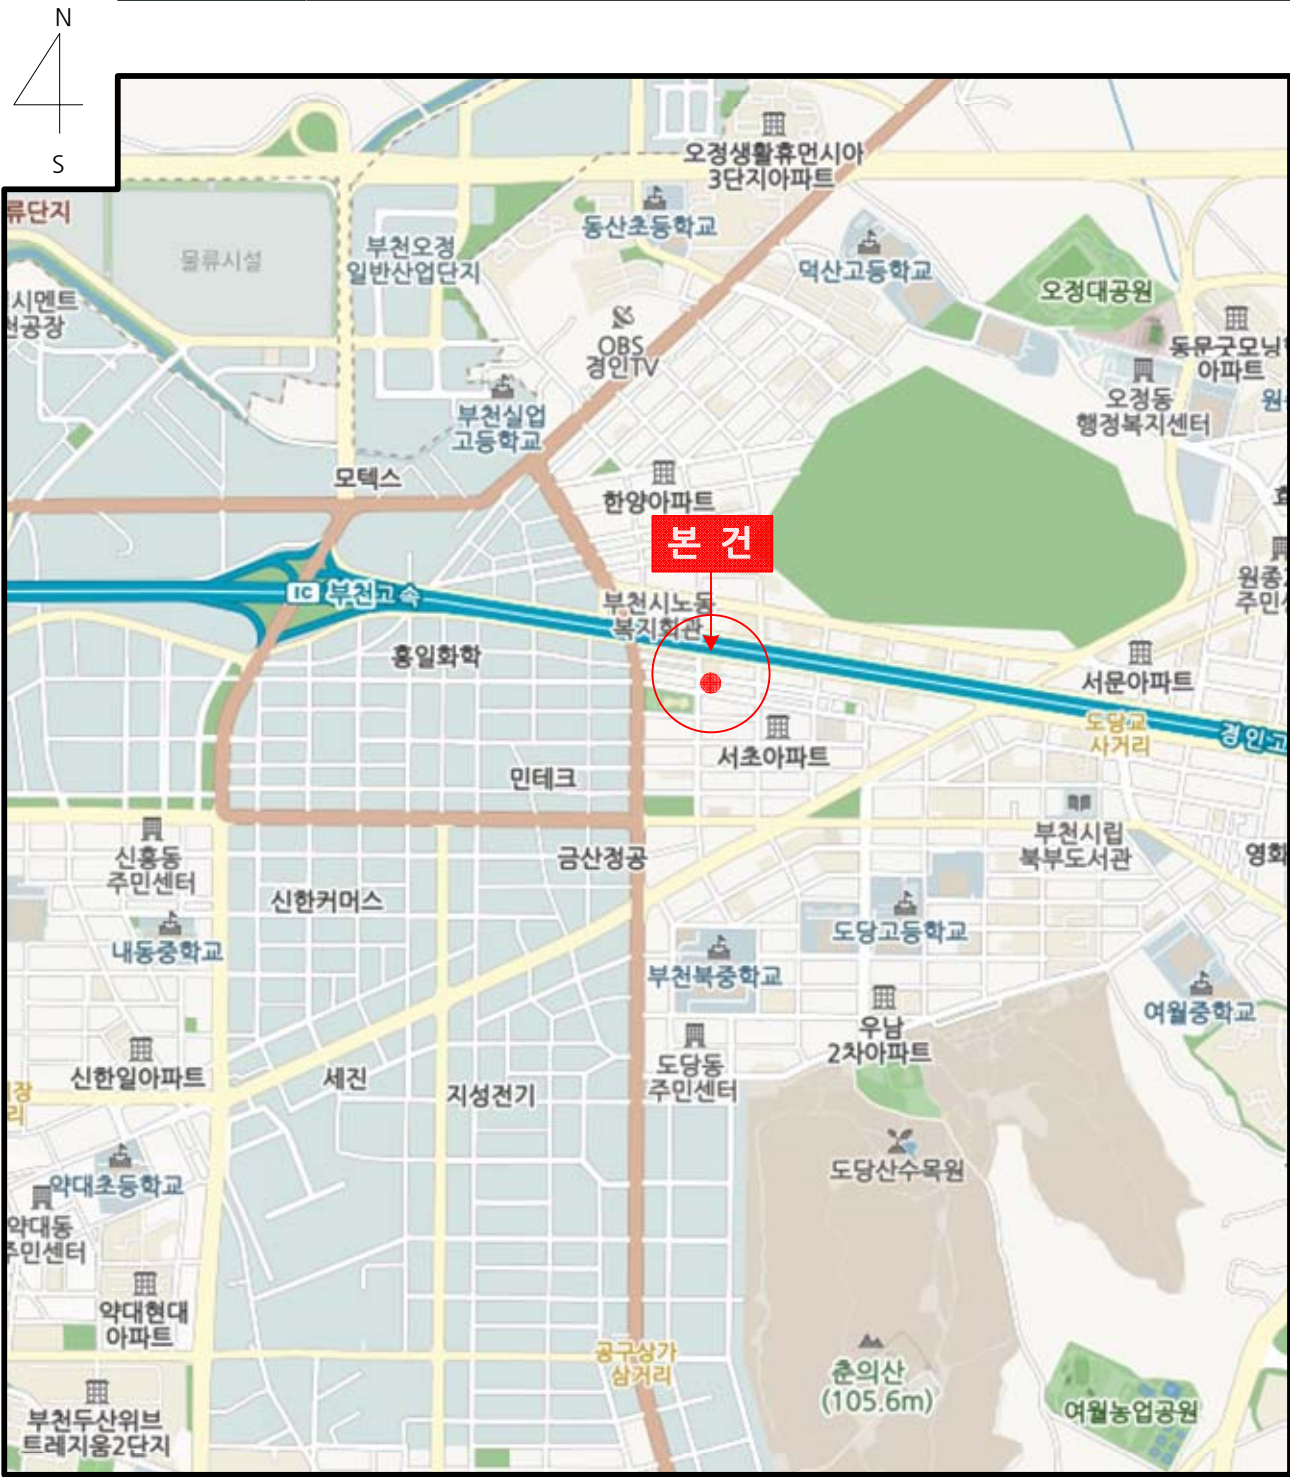 N
S
오정생활휴먼시아
3단지아파트
류단지
동산초등학교
물류시설
부천오정
일반산업단지
덕산고등학교
오정대공원
시멘트
천공장
OBS
경인TV
동문굿모닝
아파트
오정동
행정복지센터
원
부천실업
고등학교
모텍스
한양아파트
본 건
원종
주민
IC 부천고속
부천시노동
복지회관
흥일화학
서문아파트
도당교
사거리
경인고
서초아파트
민테크
부천시립
북부도서관
영화
금산정공
신흥동
주민센터
신한커머스
도당고등학교
내동중학교
부천북중학교
여월중학교
우남
2차아파트
신한일아파트
세진
지성전기
도당동
주민센터
장
리
약대초등학교
도당산수목원
약대동
주민센터
약대현대
아파트
공구상가
삼거리
춘의산
(105.6m)
여월농업공원
부천두산위브
트레지움2단지